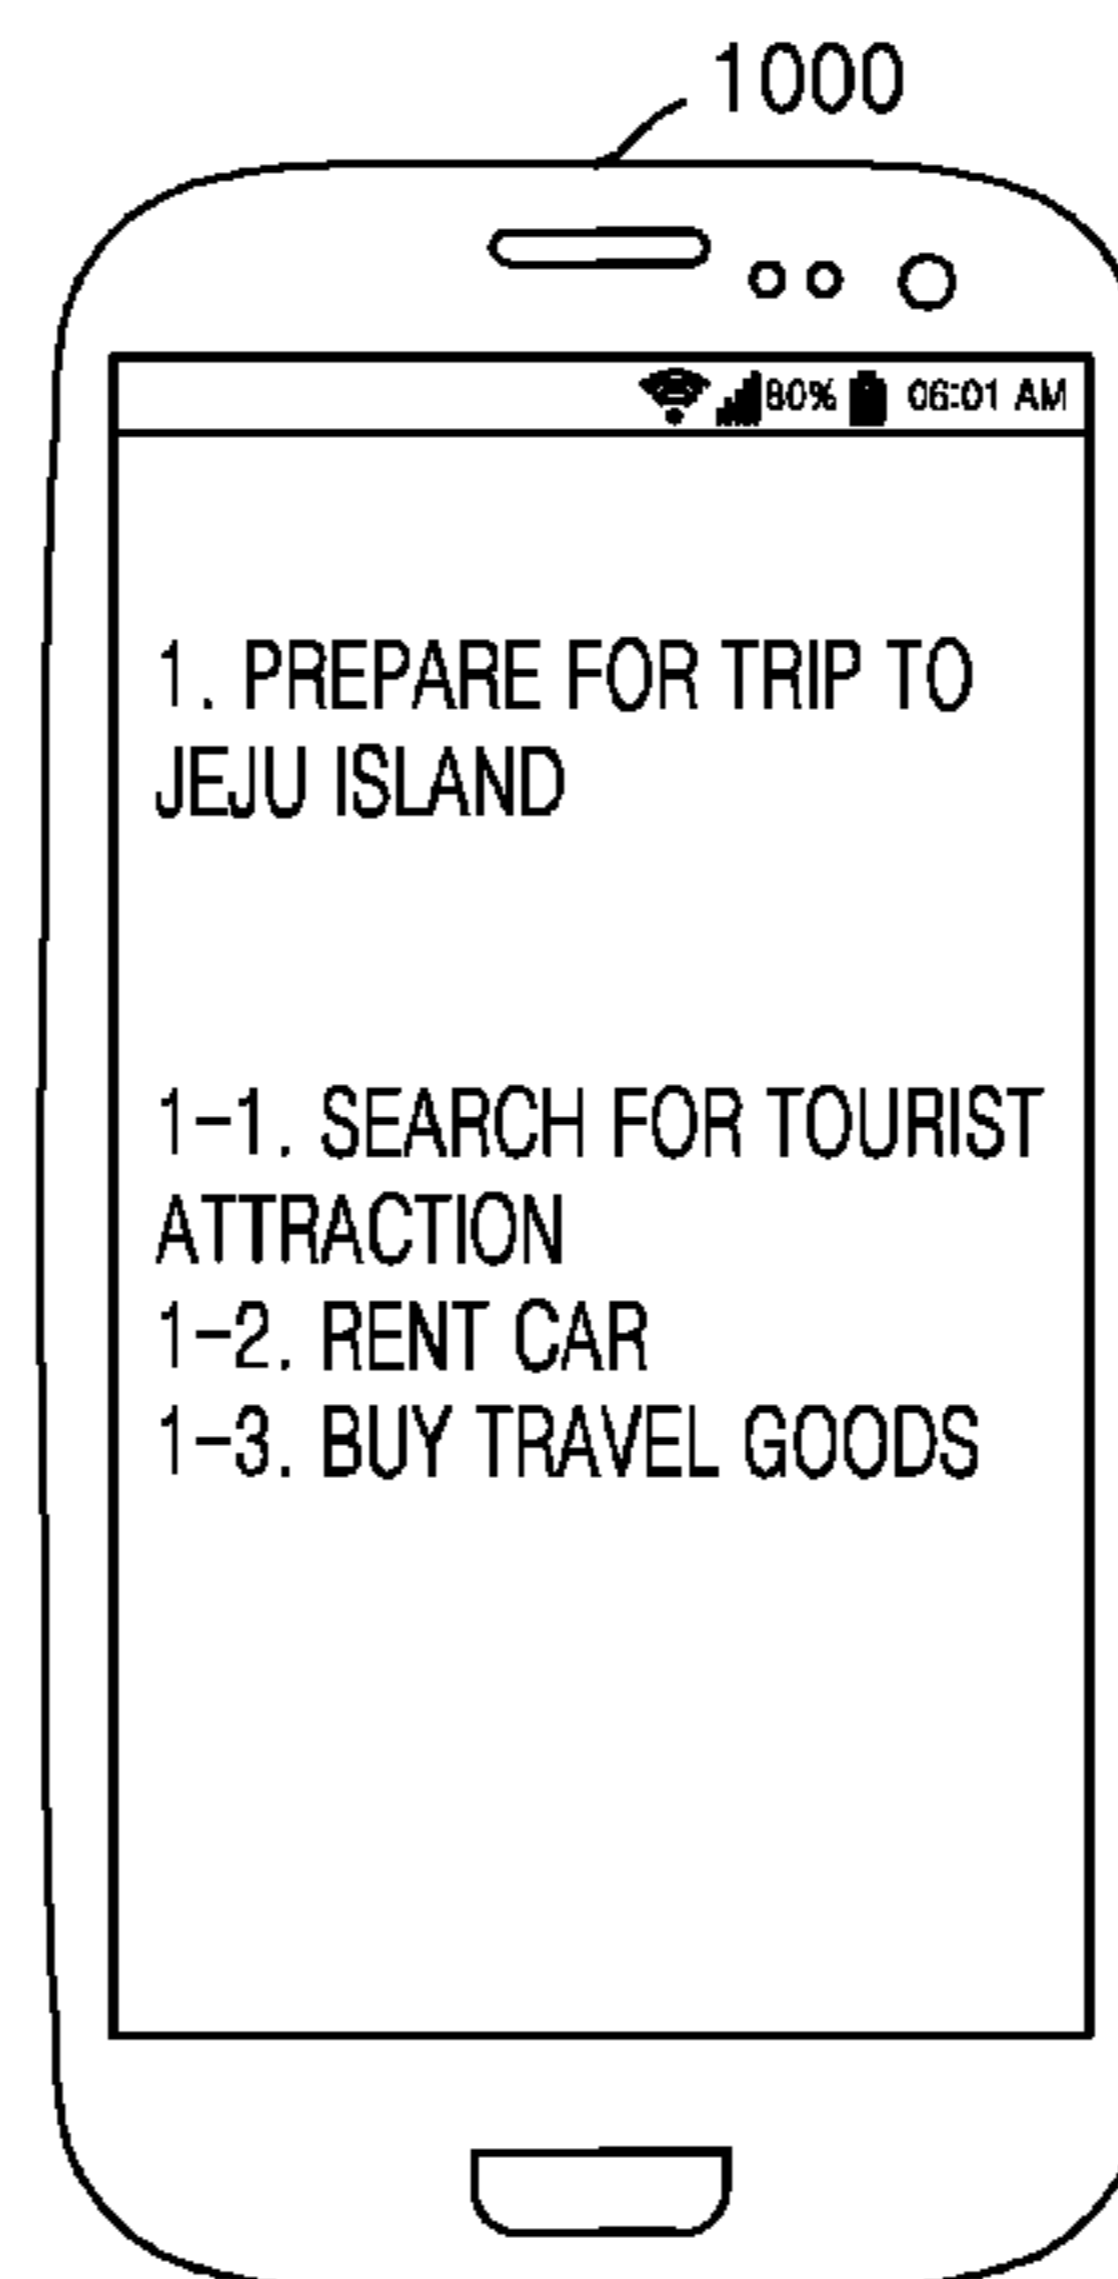 1000
80% 06:01 AM
1. PREPARE FOR TRIP TO
JEJU ISLAND
1-1. SEARCH FOR TOURIST
ATTRACTION
1-2. RENT CAR
1-3. BUY TRAVEL GOODS